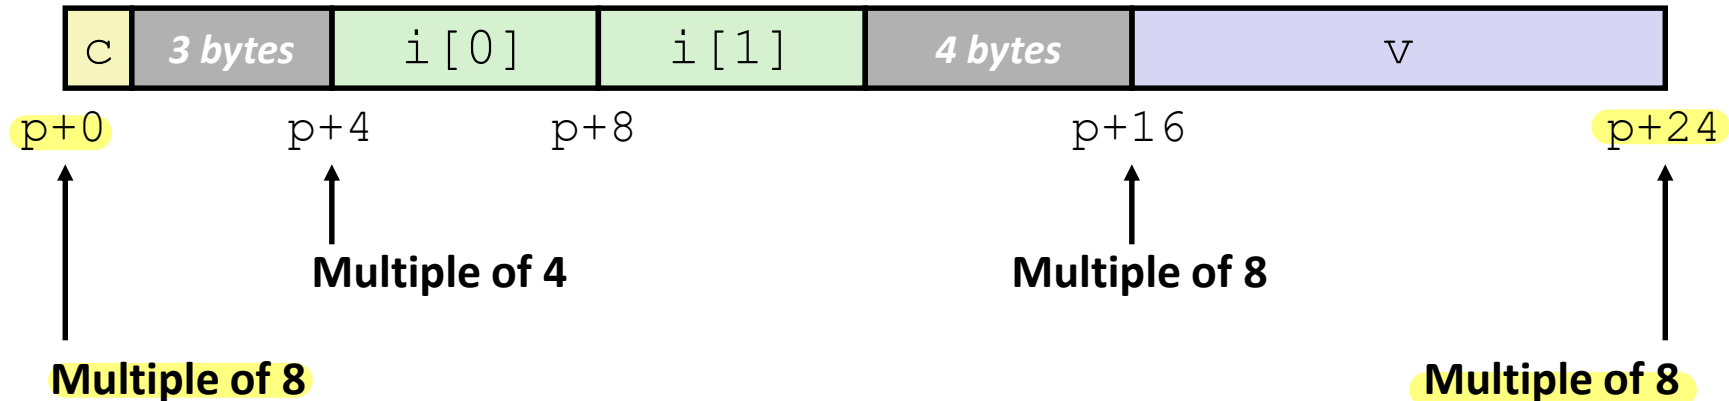 c 3 bytes i[0] i[1] 4 bytes v
p+0 p+4 p+8 p+16 p+24
Multiple of 4 Multiple of 8
Multiple of 8 Multiple of 8